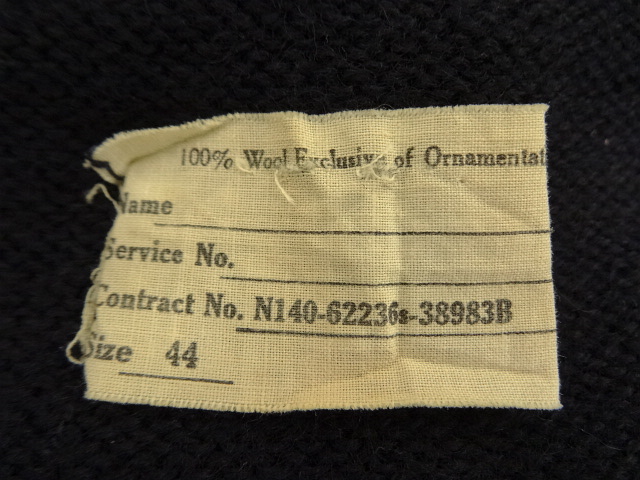 100% Wool Exclusive of Ornamentat
Name
Service No.
Contract No. N140-62236s-38983B
Size 44